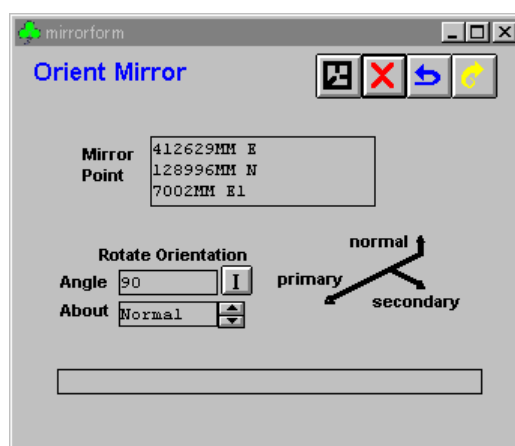 mirrorform
Orient Mirror
Mirror Point
412629MM E
128996MM N
7002MM El
Rotate Orientation
Angle 90 I
About Normal
normal
primary
secondary